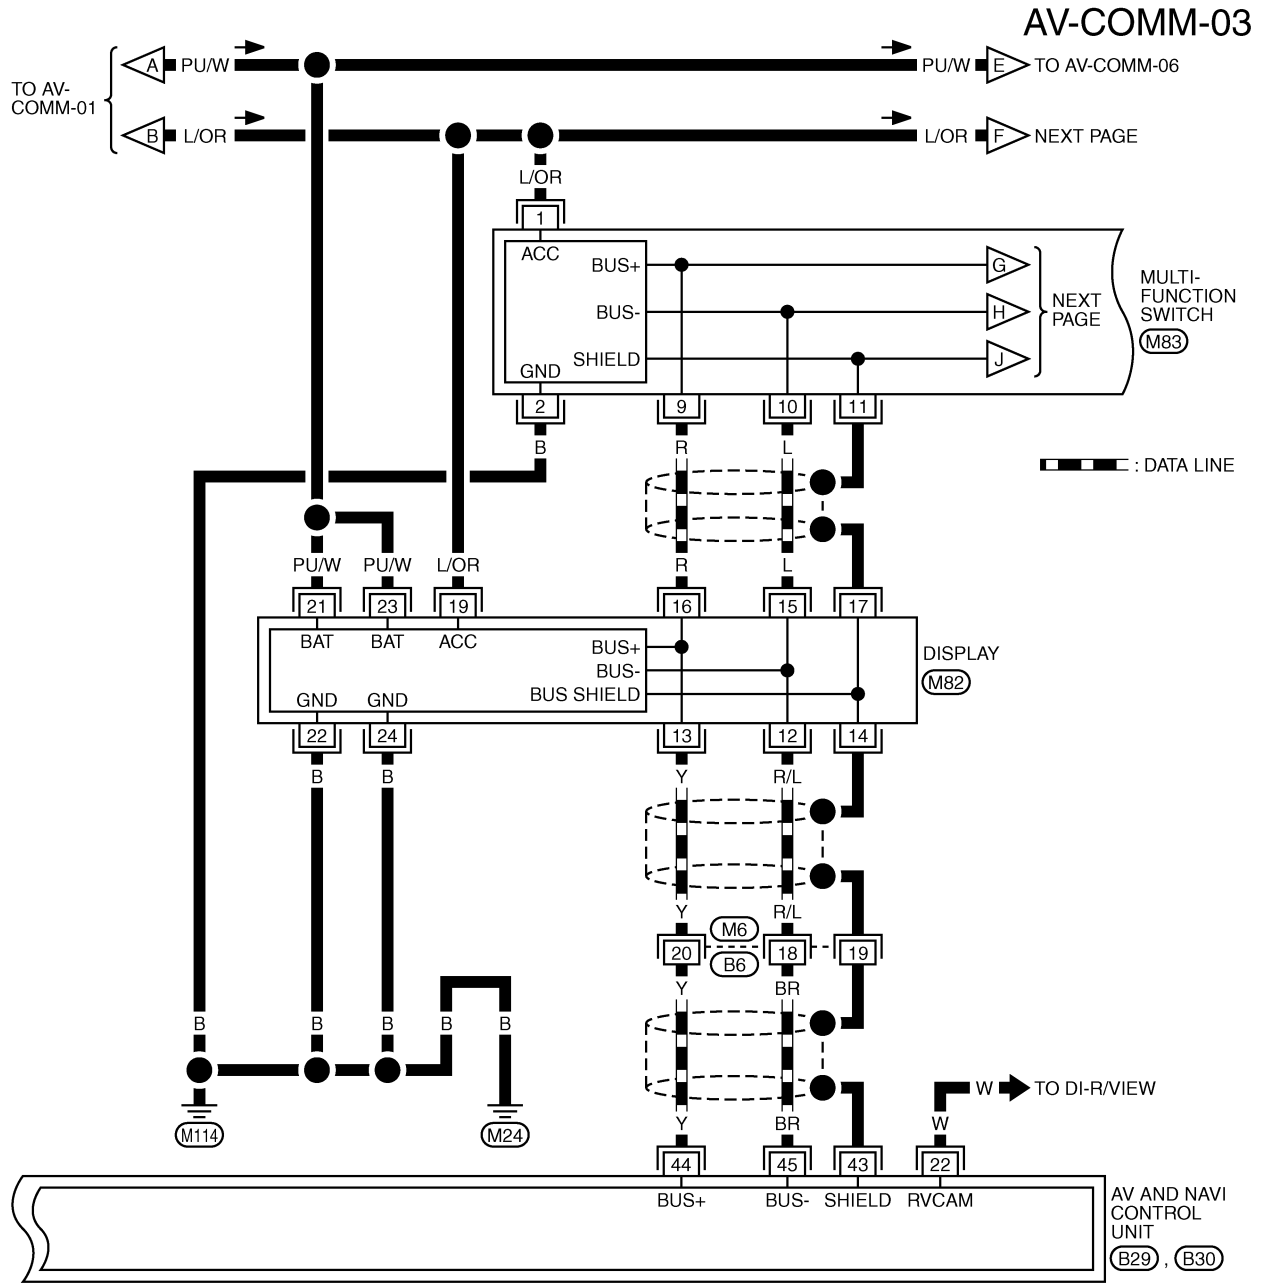 AV-COMM-03
A PU/W PU/W E TO AV-COMM-06
TO AV-
COMM-01
B L/OR L/OR F NEXT PAGE
L/OR
1
ACC
BUS+ G
BUS- H
SHIELD J
GND
NEXT
PAGE
MULTI-
FUNCTION
SWITCH
M83
2 9 10 11
B R L
: DATA LINE
PU/W PU/W L/OR R L
21 23 19 16 15 17
BAT BAT ACC
BUS+
BUS-
BUS SHIELD
GND GND
DISPLAY
M82
22 24 13 12 14
B B Y R/L
Y R/L
M6
20 18 19
B6
Y BR
B B B B B
M114 M24
W TO DI-R/VIEW
Y BR W
44 45 43 22
BUS+ BUS- SHIELD RVCAM
AV AND NAVI
CONTROL
UNIT
B29 , B30